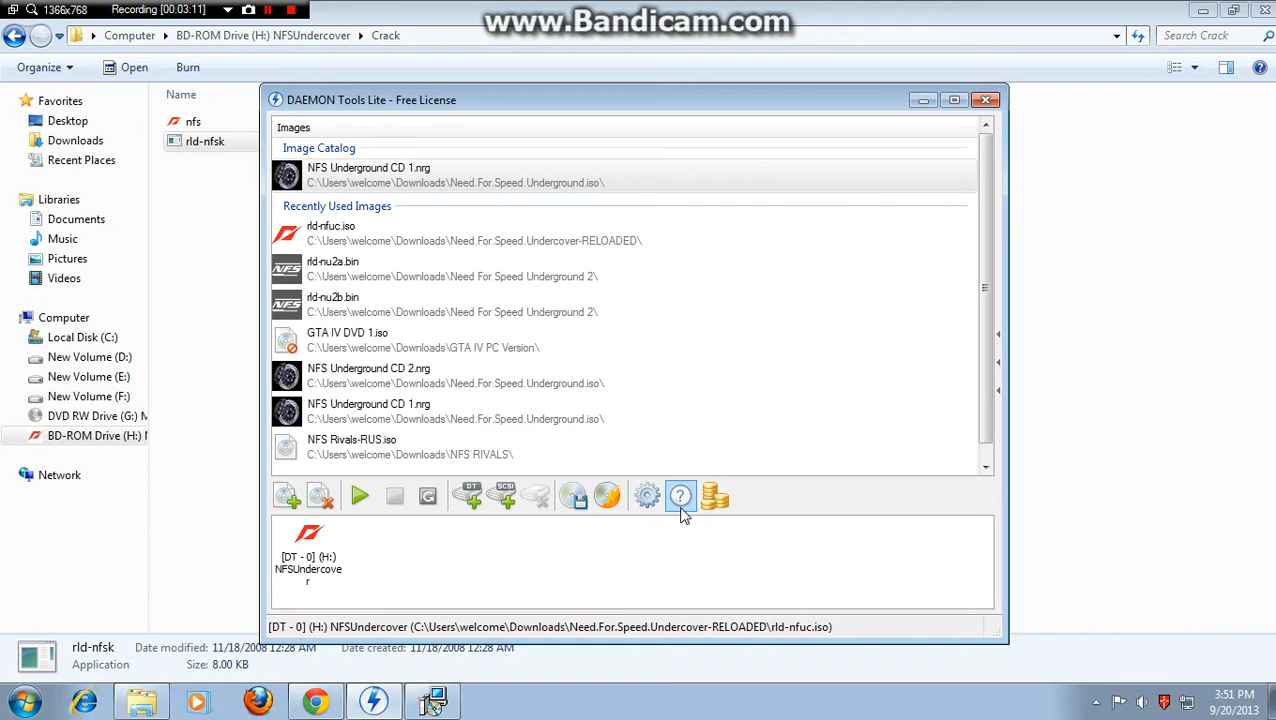 1366x768
Recording [00:03:11]
www.Bandicam.com
Computer
BD-ROM Drive (H:) NFSUndercover
Crack
Search Crack
Organize
Open
Burn
Favorites
Desktop
Downloads
Recent Places
Libraries
Documents
Music
Pictures
Videos
Computer
Local Disk (C:)
New Volume (D:)
New Volume (E:)
New Volume (F:)
DVD RW Drive (G:) M
BD-ROM Drive (H:) N
Network
Name
nfs
rld-nfsk
DAEMON Tools Lite - Free License
Images
Image Catalog
NFS Underground CD 1.nrg
C:\Users\welcome\Downloads\Need.For.Speed.Underground.iso\
Recently Used Images
rld-nfuc.iso
C:\Users\welcome\Downloads\Need.For.Speed.Undercover-RELOADED\
rld-nu2a.bin
C:\Users\welcome\Downloads\Need For Speed Underground 2\
rld-nu2b.bin
C:\Users\welcome\Downloads\Need For Speed Underground 2\
GTA IV DVD 1.iso
C:\Users\welcome\Downloads\GTA IV PC Version\
NFS Underground CD 2.nrg
C:\Users\welcome\Downloads\Need.For.Speed.Underground.iso\
NFS Underground CD 1.nrg
C:\Users\welcome\Downloads\Need.For.Speed.Underground.iso\
NFS Rivals-RUS.iso
C:\Users\welcome\Downloads\NFS RIVALS\
DT
SCSI
[DT - 0] (H:)
NFSUndercove
r
[DT - 0] (H:) NFSUndercover (C:\Users\welcome\Downloads\Need.For.Speed.Undercover-RELOADED\rld-nfuc.iso)
rld-nfsk
Date modified: 11/18/2008 12:28 AM
Date created: 11/18/2008 12:28 AM
Application
Size: 8.00 KB
3:51 PM
9/20/2013